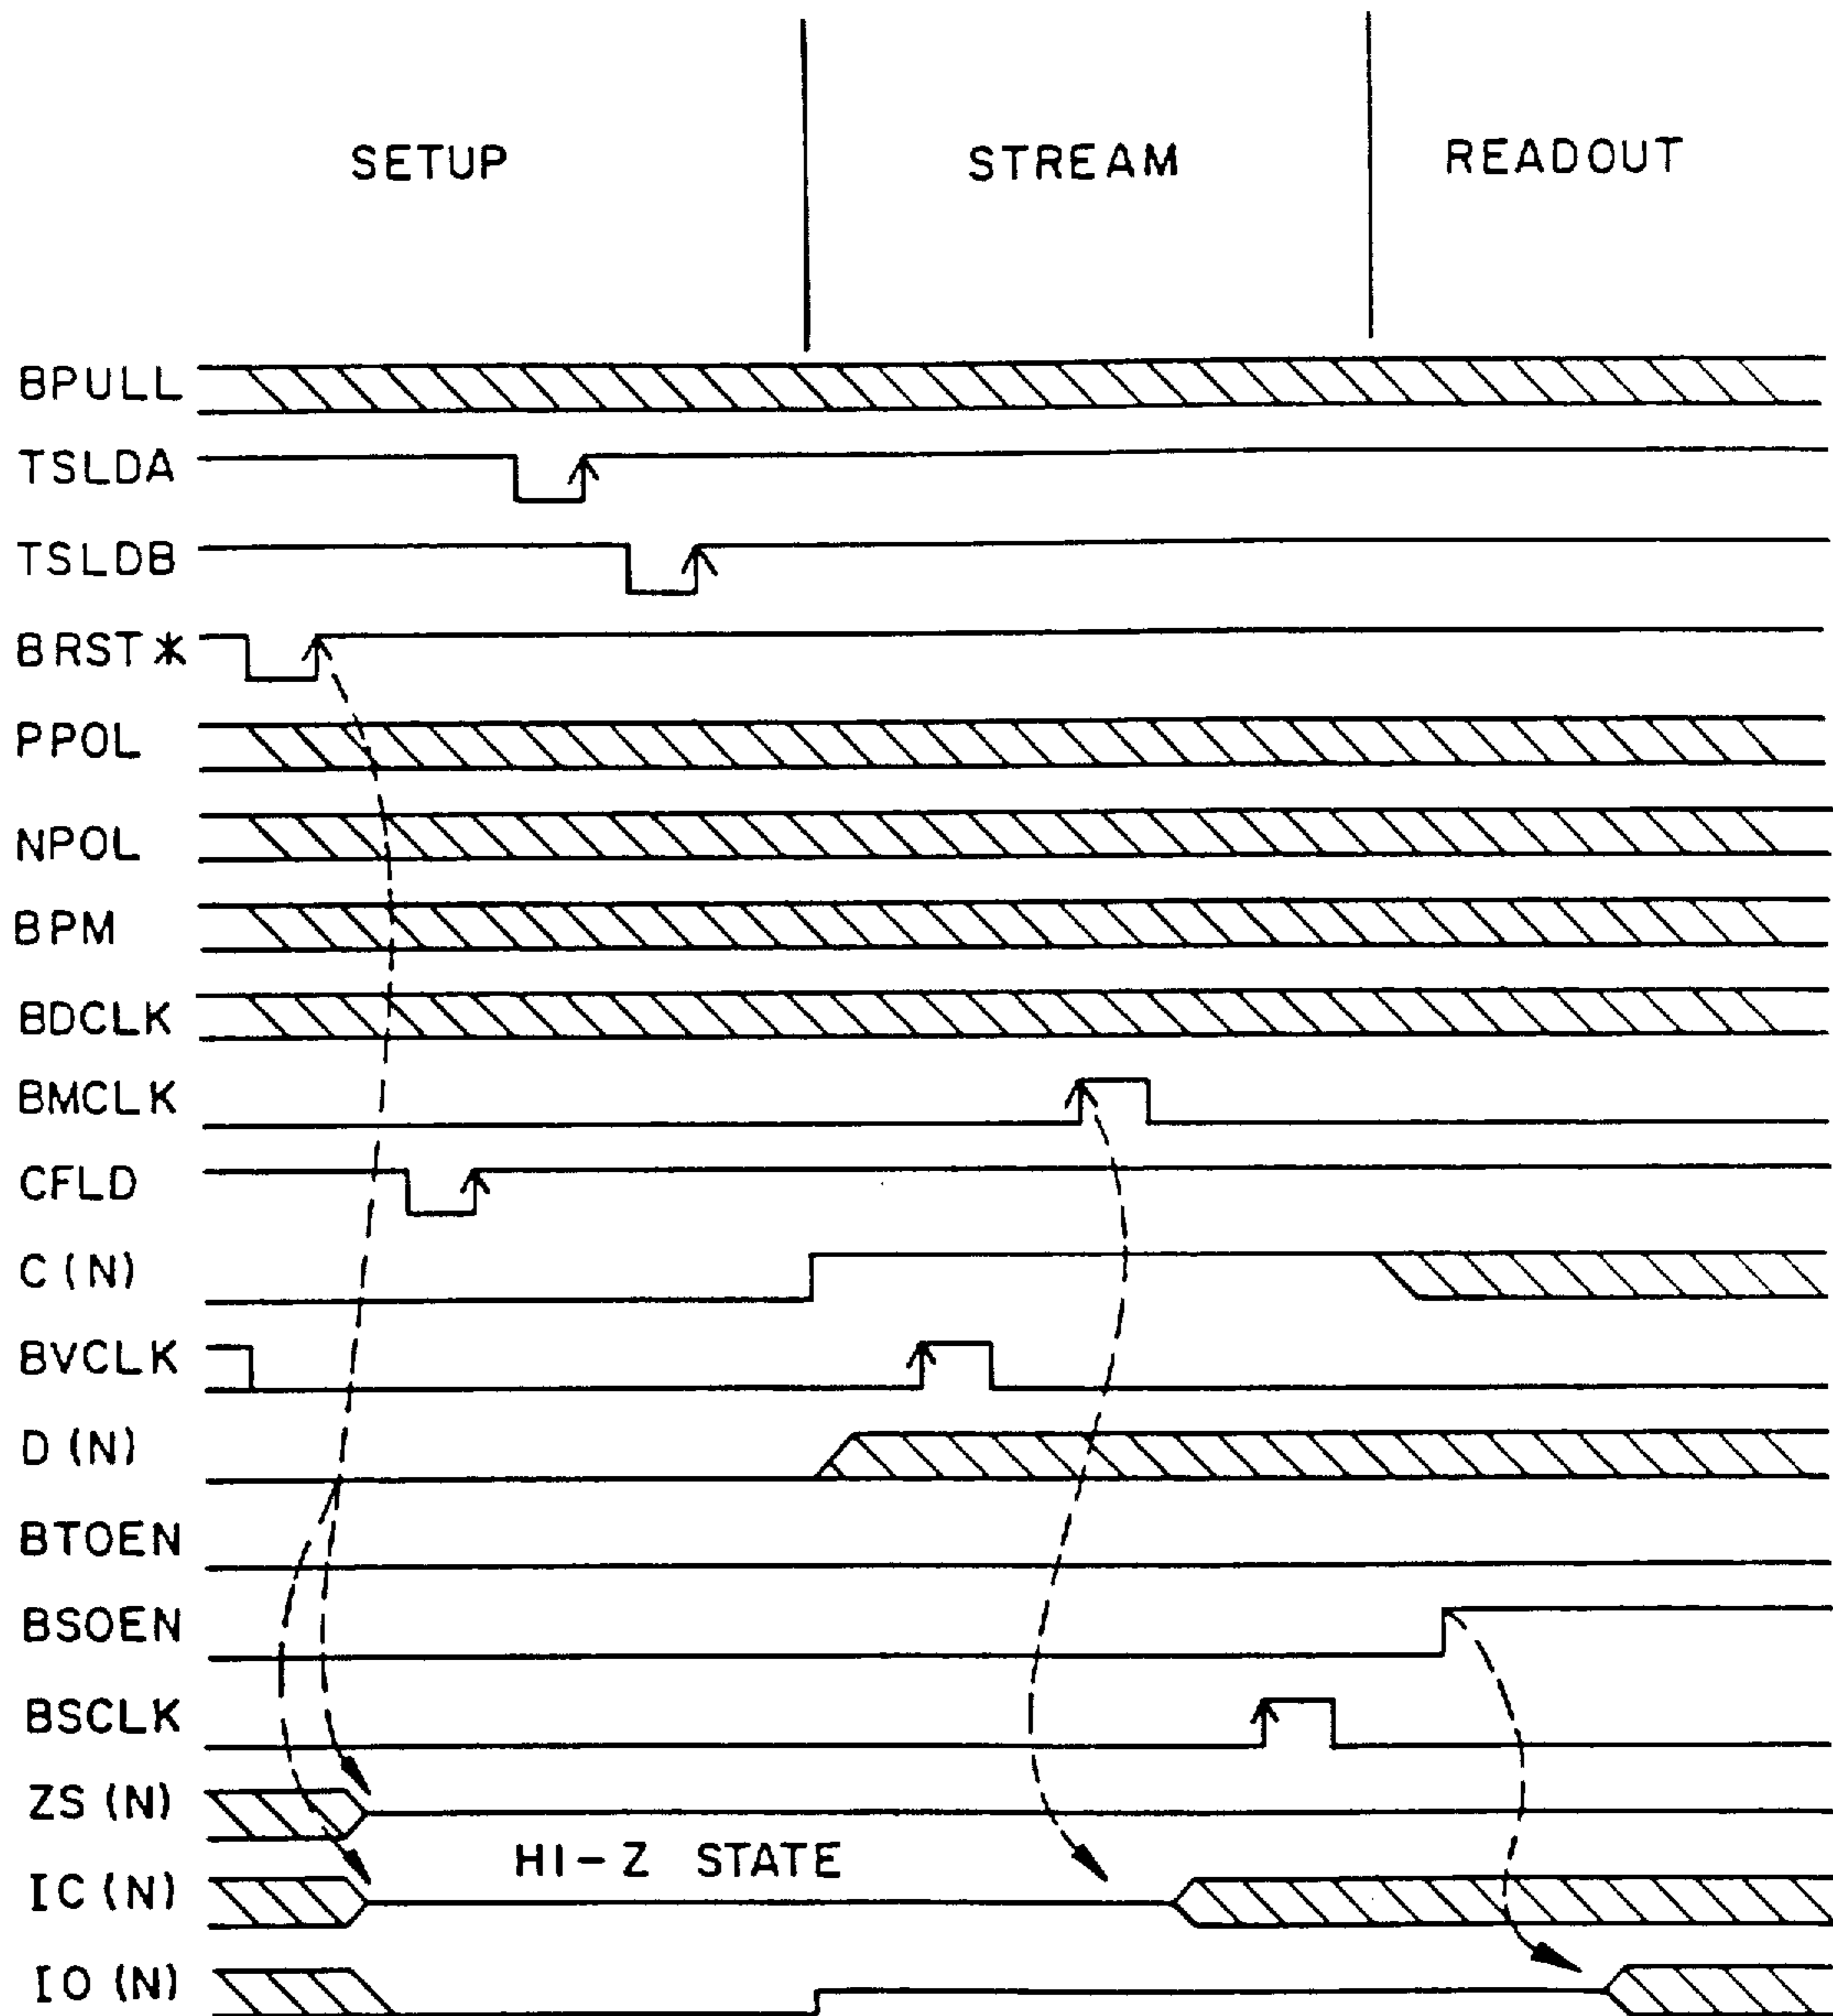 SETUP STREAM READOUT
BPULL
TSLDA
TSLDB
BRST*
PPOL
NPOL
BPM
BDCLK
BMCLK
CFLD
C (N)
BVCLK
D (N)
BTOEN
BSOEN
BSCLK
ZS (N)
HI-Z STATE
IC (N)
IO (N)